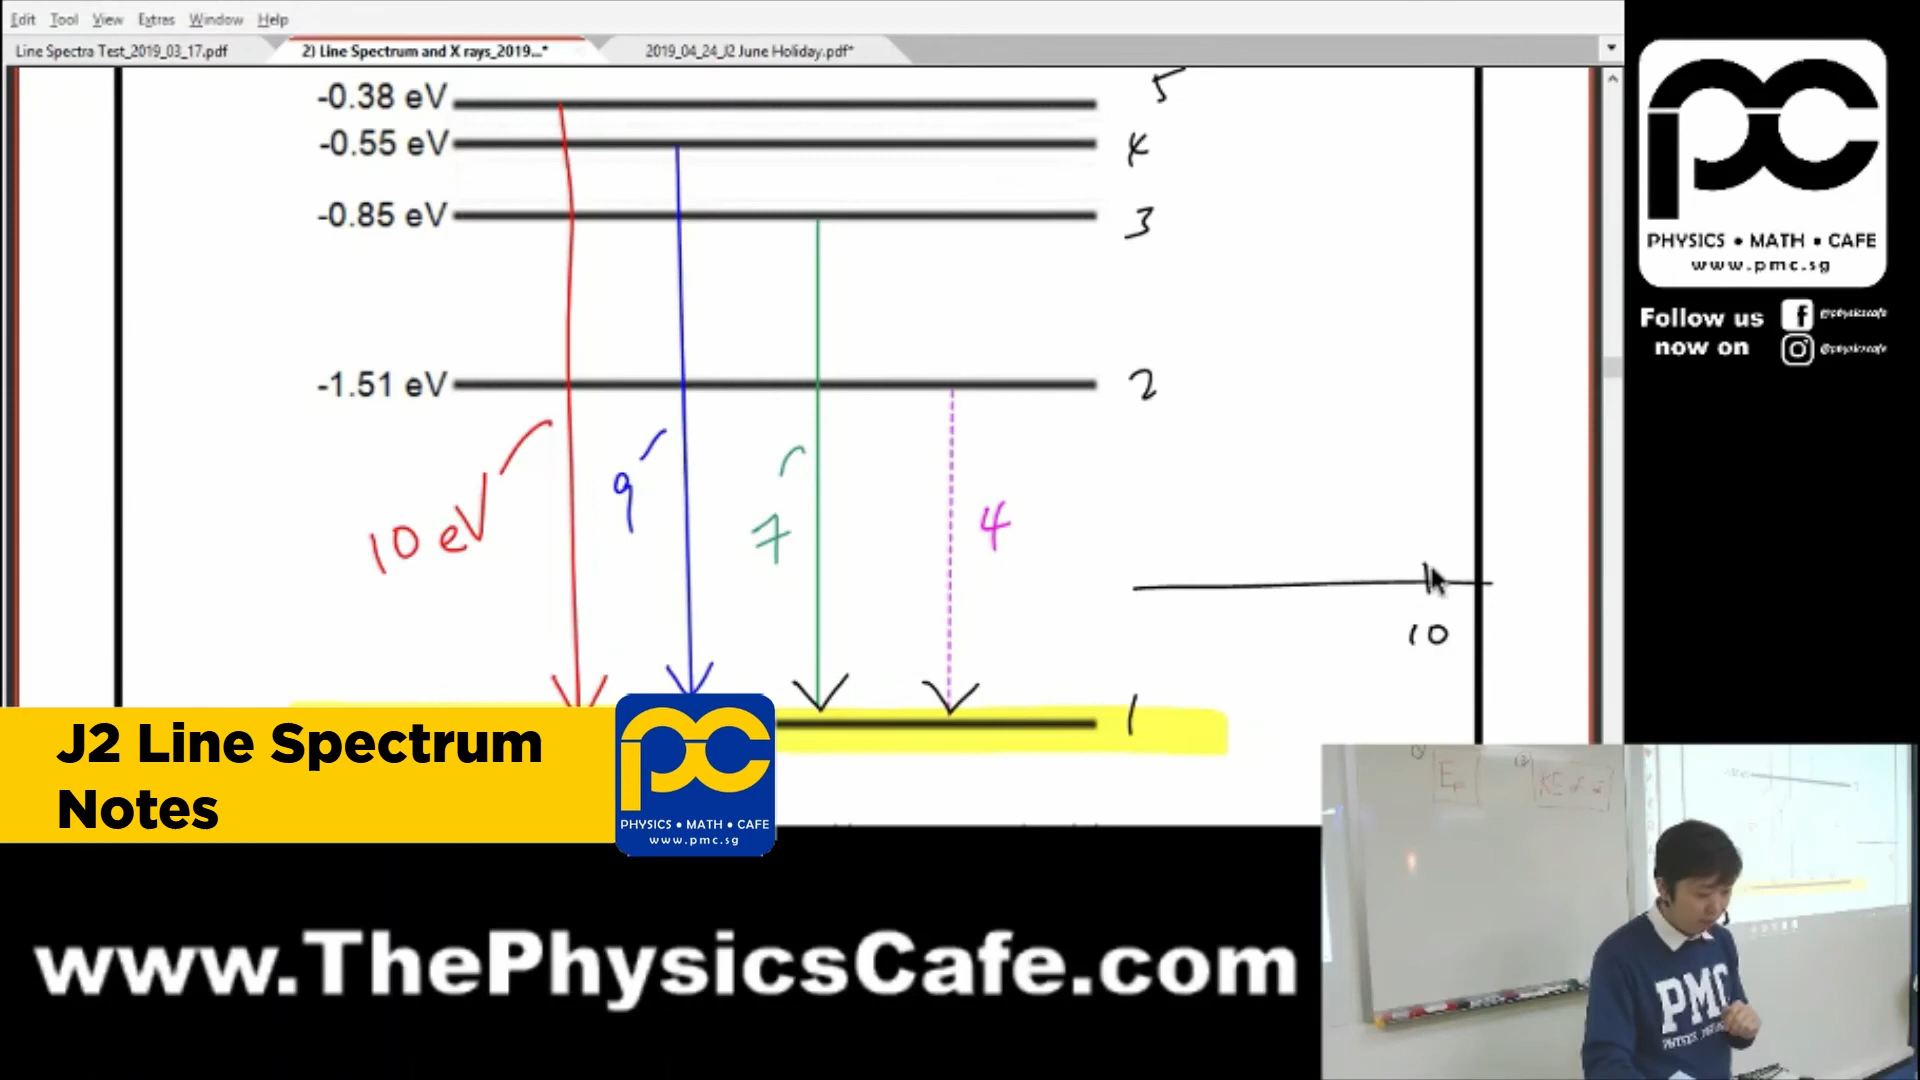 Edit Tool View Extras Window Help
Line Spectra Test_2019_03_17.pdf
2) Line Spectrum and X rays_2019...*
2019_04_24_J2 June Holiday.pdf*
-0.38 eV 5
-0.55 eV 4
-0.85 eV 3
-1.51 eV 2
10 eV
9
7
4
10
1
PHYSICS • MATH • CAFE
www.pmc.sg
Follow us
now on
@physicscafe
@physicscafe
J2 Line Spectrum
Notes
PHYSICS • MATH • CAFE
www.pmc.sg
www.ThePhysicsCafe.com
PMC